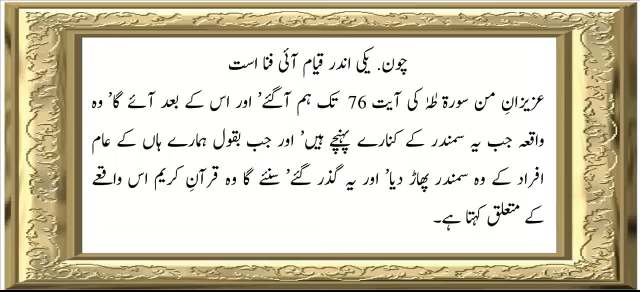 چون. یکی اندر قیام آئی فنا است
عزیزانِ من سورۃ طٰہٰ کی آیت 76 تک ہم آگئے' اور اس کے بعد آئے گا' وہ
واقعہ جب یہ سمندر کے کنارے پہنچے ہیں' اور جب بقول ہمارے ہاں کے عام
افراد کے وہ سمندر پھاڑ دیا' اور یہ گذر گئے' سنئے گا وہ قرآنِ کریم اس واقعے
کے متعلق کہتا ہے۔